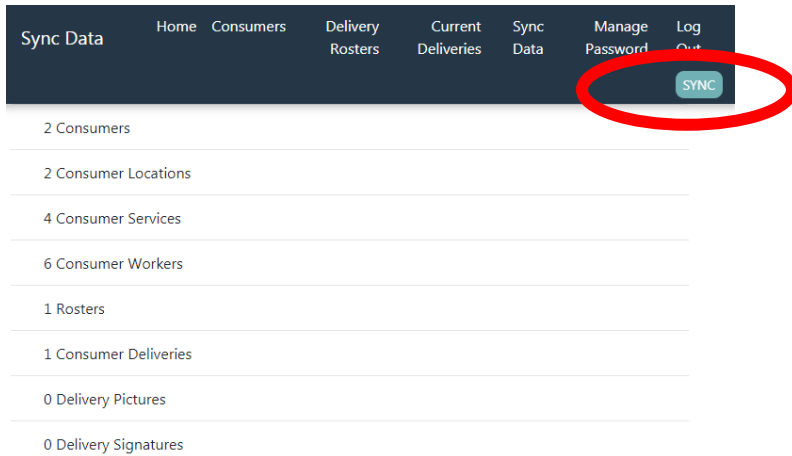 Sync Data
Home Consumers Delivery Current Sync Manage Log
Rosters Deliveries Data Password Out
SYNC
2 Consumers
2 Consumer Locations
4 Consumer Services
6 Consumer Workers
1 Rosters
1 Consumer Deliveries
0 Delivery Pictures
0 Delivery Signatures